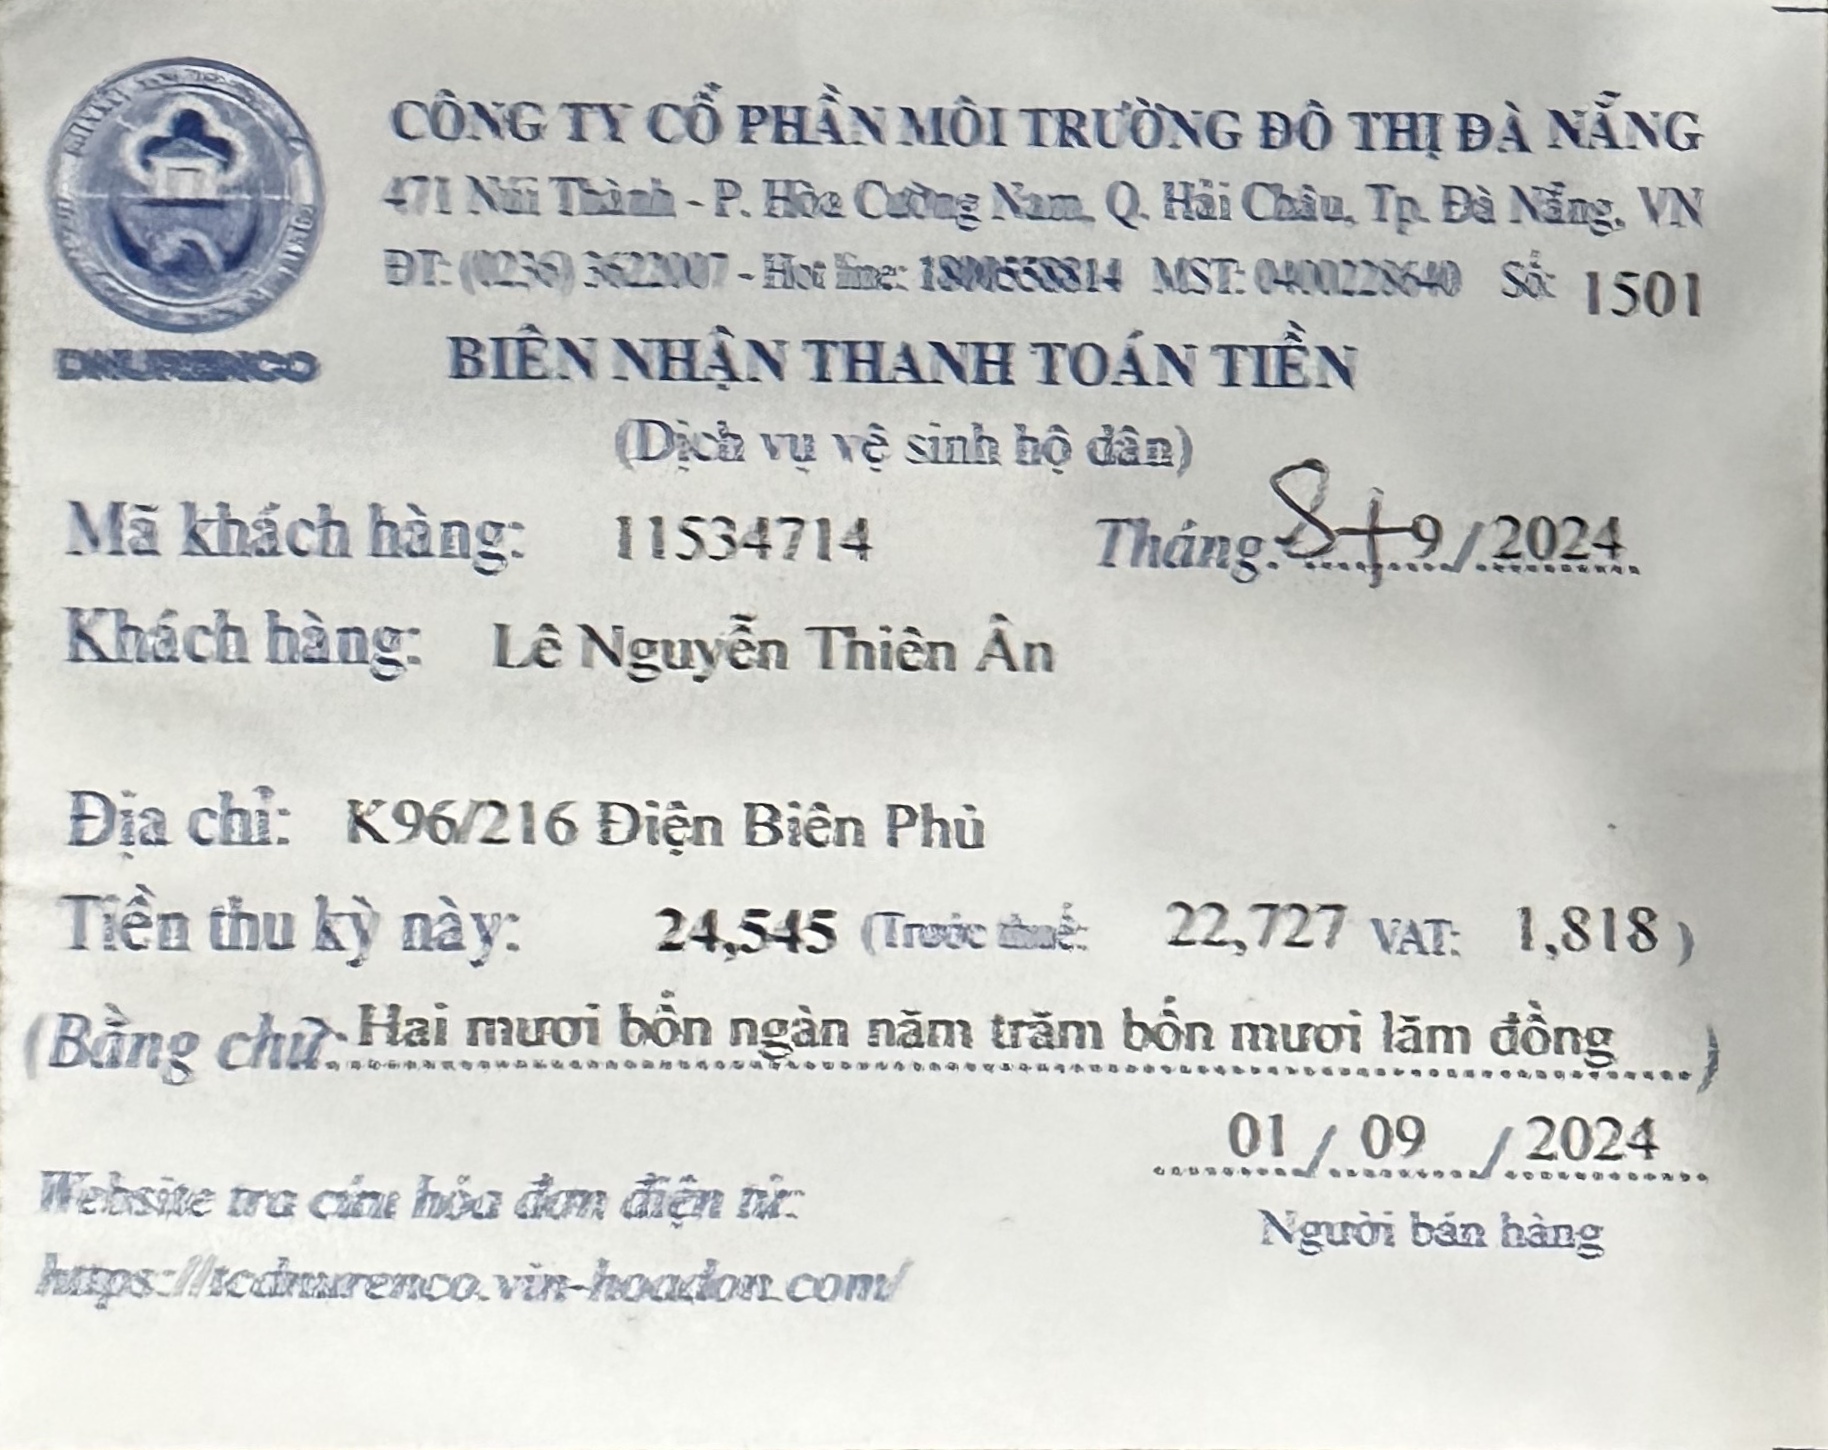 CÔNG TY CỔ PHẦN MÔI TRƯỜNG ĐÔ THỊ ĐÀ NẴNG
471 Núi Thành - P. Hòa Cường Nam, Q. Hải Châu, Tp. Đà Nẵng, VN
ĐT: (0236) 3622007 - Hot line: MST: 0400228640 Số: 1501
DNURENCO
BIÊN NHẬN THANH TOÁN TIỀN
(Dịch vụ vệ sinh hộ dân)
Mã khách hàng: 11534714 Tháng: 8+9/2024
Khách hàng: Lê Nguyễn Thiên Ân
Địa chỉ: K96/216 Điện Biên Phủ
Tiền thu kỳ này: 24,545 (Trước thuế: 22,727 VAT: 1,818)
(Bằng chữ: Hai mươi bốn ngàn năm trăm bốn mươi lăm đồng)
01/09/2024
Người bán hàng
Website tra cứu hóa đơn điện tử:
https://tcdnurenco.vin-hoadon.com/